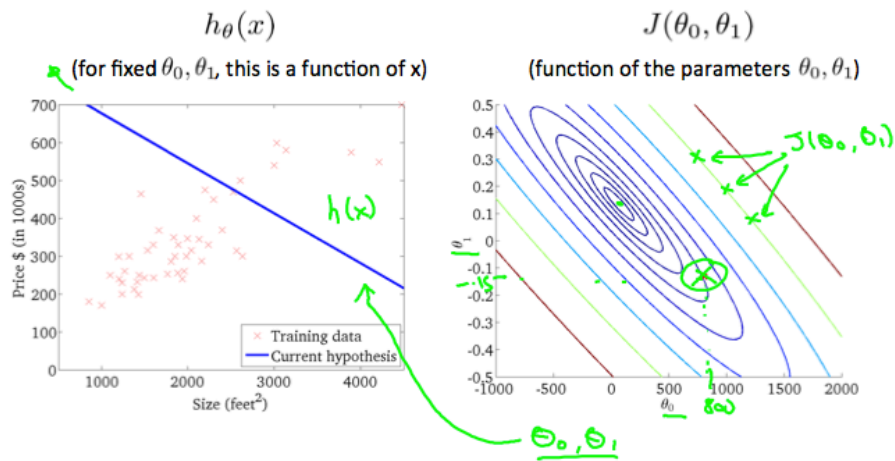 hθ(x)
(for fixed θ0, θ1, this is a function of x)
700
600
500
400
300
200
100
0
Price $ (in 1000s)
1000
2000
3000
4000
Size (feet²)
Training data
Current hypothesis
h(x)
θ0, θ1
J(θ0, θ1)
(function of the parameters θ0, θ1)
0.5
0.4
0.3
0.2
0.1
0
-0.1
-0.2
-0.3
-0.4
-0.5
θ1
-.15
-1000
-500
0
500
1000
1500
2000
θ0
800
J(θ0, θ1)